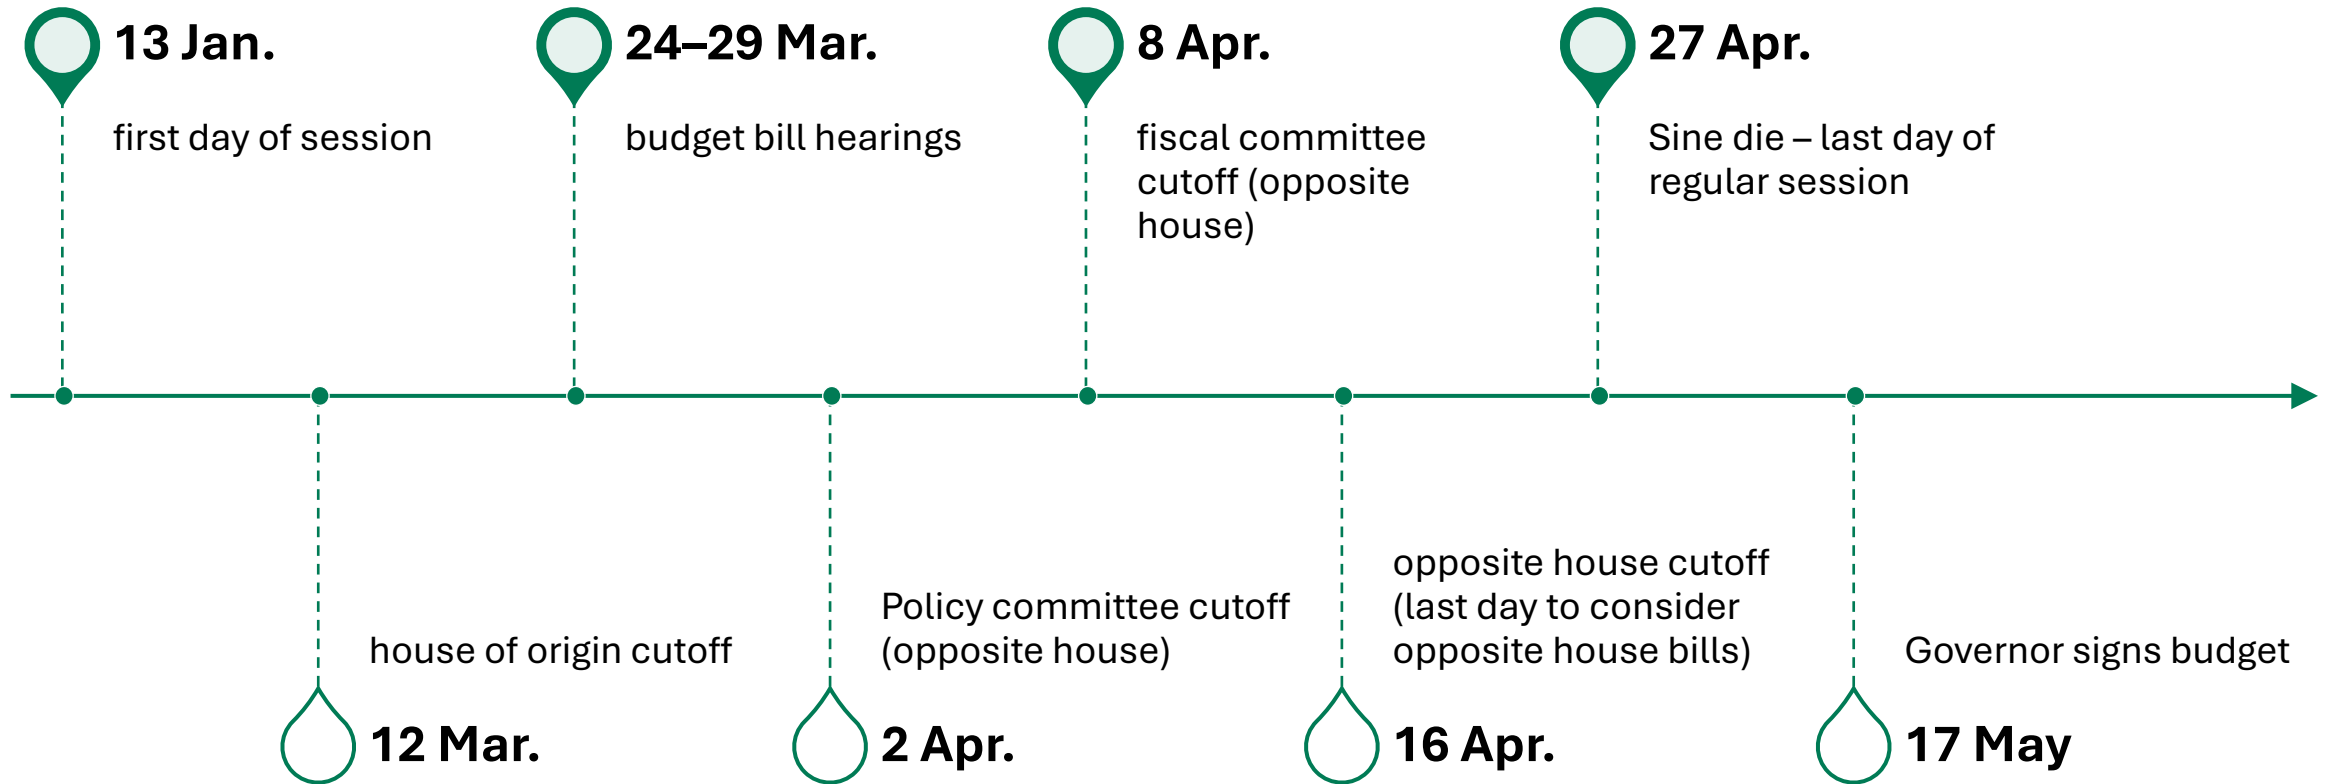 13 Jan.
first day of session
24–29 Mar.
budget bill hearings
8 Apr.
fiscal committee
cutoff (opposite
house)
27 Apr.
Sine die – last day of
regular session
house of origin cutoff
12 Mar.
Policy committee cutoff
(opposite house)
2 Apr.
opposite house cutoff
(last day to consider
opposite house bills)
16 Apr.
Governor signs budget
17 May